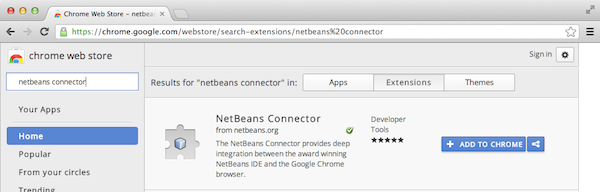 Chrome Web Store - netbeans
https://chrome.google.com/webstore/search-extensions/netbeans%20connector
chrome web store
Sign in
netbeans connector
Results for "netbeans connector" in:
Apps
Extensions
Themes
Your Apps
Home
Popular
From your circles
Trending
NetBeans Connector
from netbeans.org
The NetBeans Connector provides deep
integration between the award winning
NetBeans IDE and the Google Chrome
browser.
Developer
Tools
★★★★★
+ ADD TO CHROME